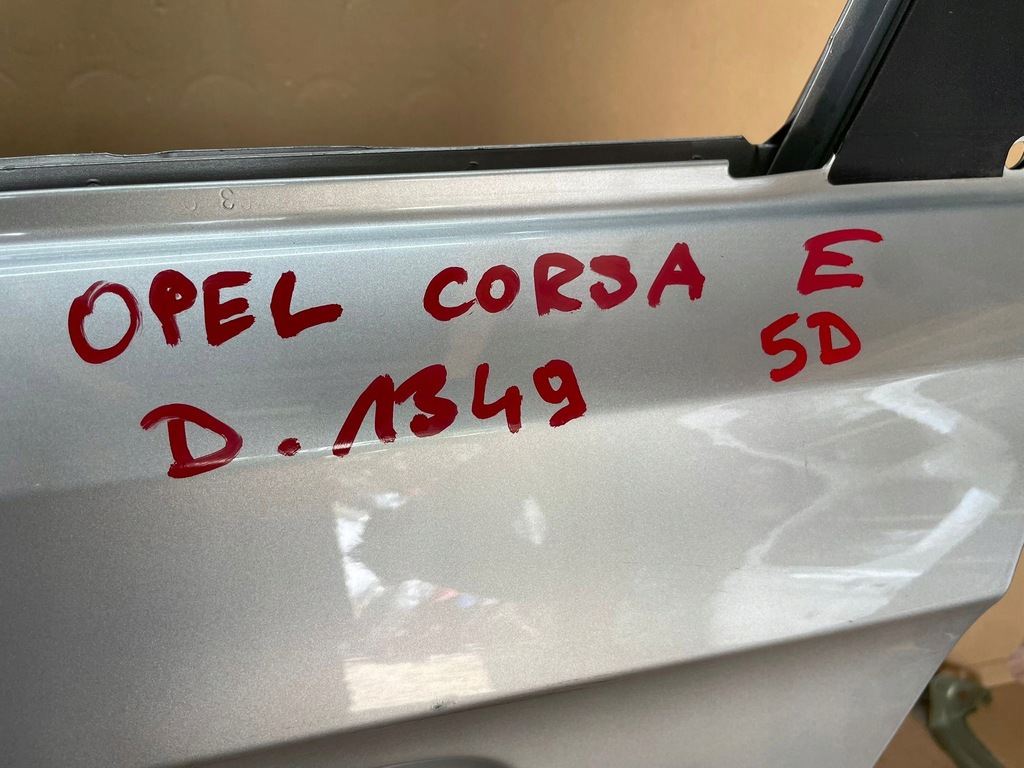 OPEL CORSA E
5D
D. 1349